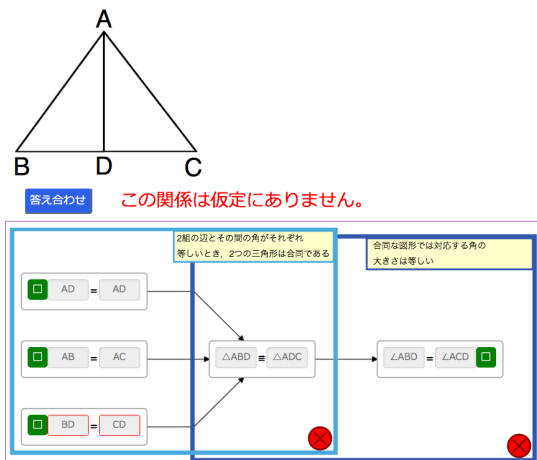 A
B
D
C
答え合わせ
この関係は仮定にありません。
2組の辺とその間の角がそれぞれ
等しいとき，2つの三角形は合同である
合同な図形では対応する角の
大きさは等しい
AD = AD
AB = AC
△ABD ≡ △ADC
∠ABD = ∠ACD
BD = CD